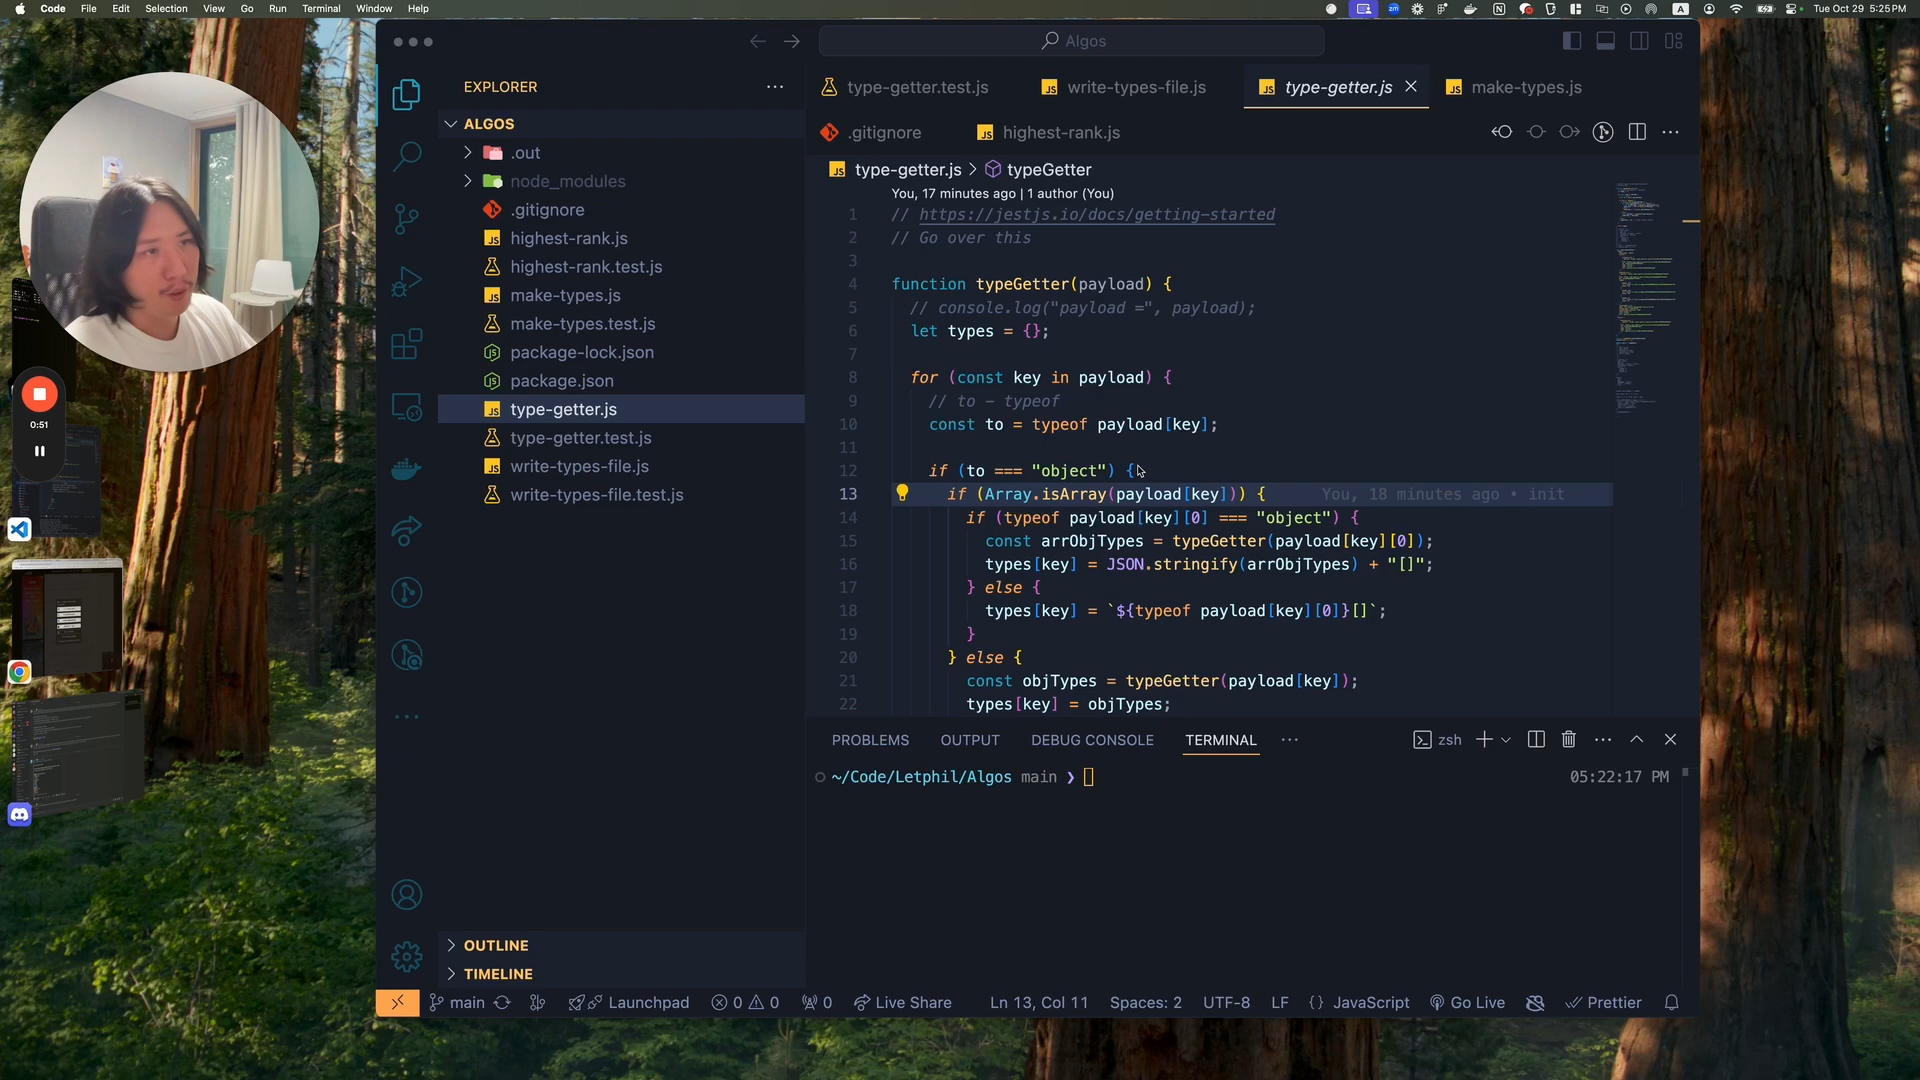 Code File Edit Selection View Go Run Terminal Window Help
Tue Oct 29 5:25 PM
Algos
EXPLORER
ALGOS
.out
node_modules
.gitignore
highest-rank.js
highest-rank.test.js
make-types.js
make-types.test.js
package-lock.json
package.json
type-getter.js
type-getter.test.js
write-types-file.js
write-types-file.test.js
OUTLINE
TIMELINE
type-getter.test.js write-types-file.js type-getter.js make-types.js
.gitignore highest-rank.js
type-getter.js > typeGetter
You, 17 minutes ago | 1 author (You)
1 // https://jestjs.io/docs/getting-started
2 // Go over this
3
4 function typeGetter(payload) {
5 // console.log("payload =", payload);
6 let types = {};
7
8 for (const key in payload) {
9 // to - typeof
10 const to = typeof payload[key];
11
12 if (to === "object") {
13 if (Array.isArray(payload[key])) { You, 18 minutes ago • init
14 if (typeof payload[key][0] === "object") {
15 const arrObjTypes = typeGetter(payload[key][0]);
16 types[key] = JSON.stringify(arrObjTypes) + "[]";
17 } else {
18 types[key] = `${typeof payload[key][0]}[]`;
19 }
20 } else {
21 const objTypes = typeGetter(payload[key]);
22 types[key] = objTypes;
PROBLEMS OUTPUT DEBUG CONSOLE TERMINAL
zsh
~/Code/Letphil/Algos main ❯ 05:22:17 PM
main Launchpad 0 0 0 Live Share Ln 13, Col 11 Spaces: 2 UTF-8 LF {} JavaScript Go Live Prettier
0:51